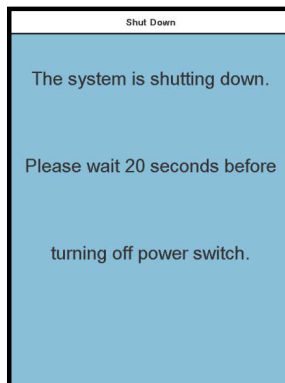 Shut Down
The system is shutting down.
Please wait 20 seconds before
turning off power switch.